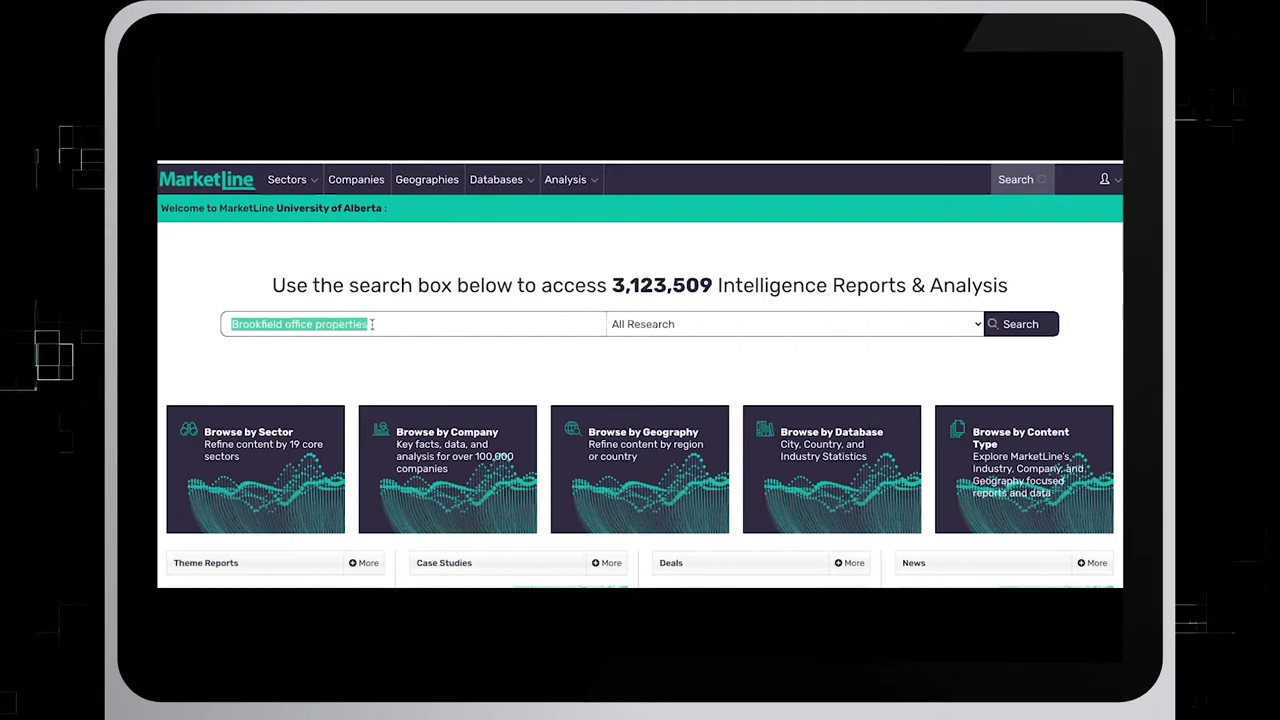 MarketLine Sectors Companies Geographies Databases Analysis Search
Welcome to MarketLine University of Alberta :
Use the search box below to access 3,123,509 Intelligence Reports & Analysis
Brookfield office properties All Research Search
Browse by Sector
Refine content by 19 core
sectors
Browse by Company
Key facts, data, and
analysis for over 100,000
companies
Browse by Geography
Refine content by region
or country
Browse by Database
City, Country, and
Industry Statistics
Browse by Content
Type
Explore MarketLine's
Industry, Company, and
Geography focused
reports and data
Theme Reports More Case Studies More Deals More News More